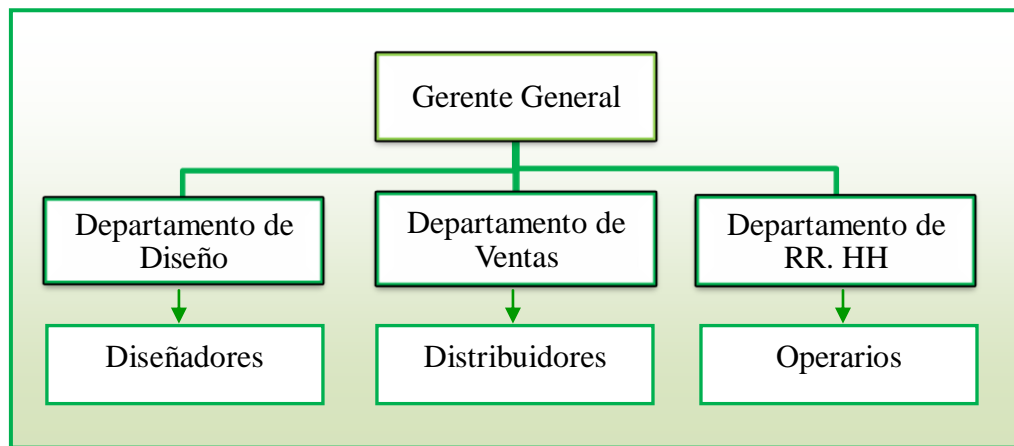 Gerente General
Departamento de
Diseño
Departamento de
Ventas
Departamento de
RR. HH
Diseñadores
Distribuidores
Operarios